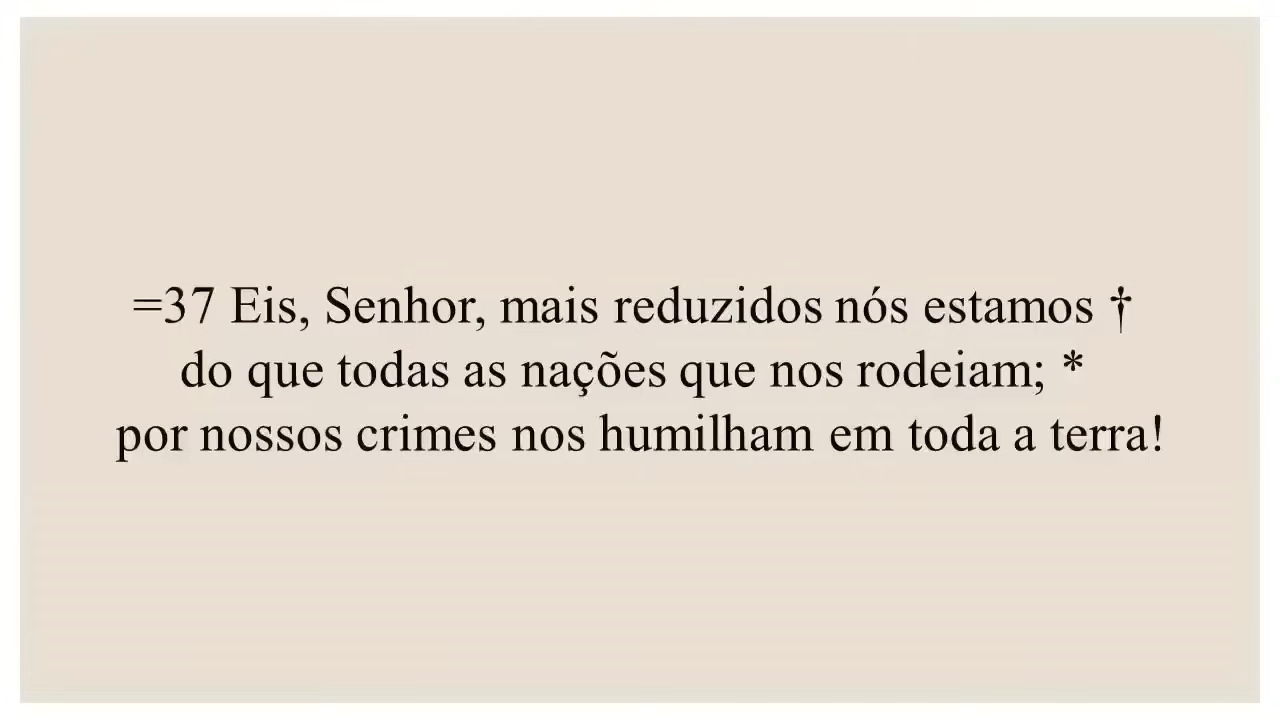 =37 Eis, Senhor, mais reduzidos nós estamos †
do que todas as nações que nos rodeiam; *
por nossos crimes nos humilham em toda a terra!